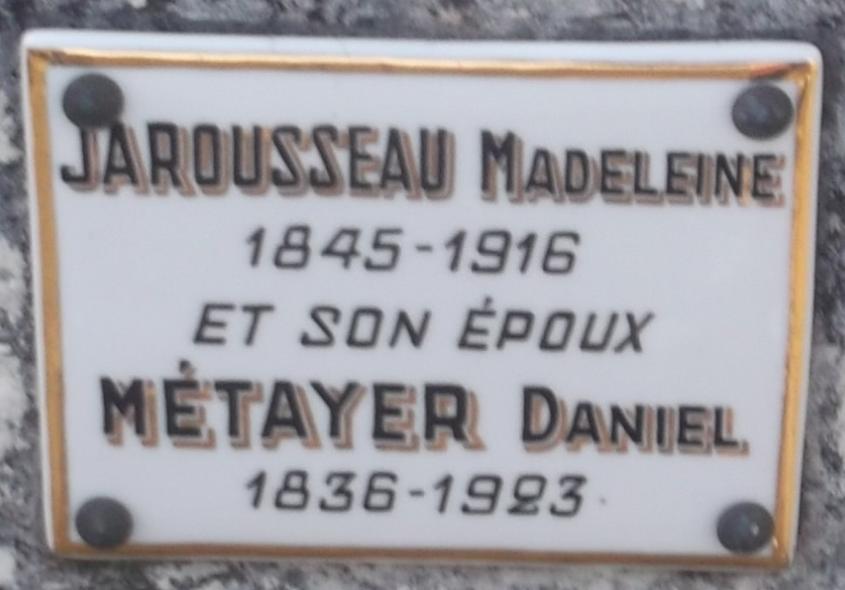 JAROUSSEAU MADELEINE
1845-1916
ET SON ÉPOUX
MÉTAYER DANIEL
1836-1923